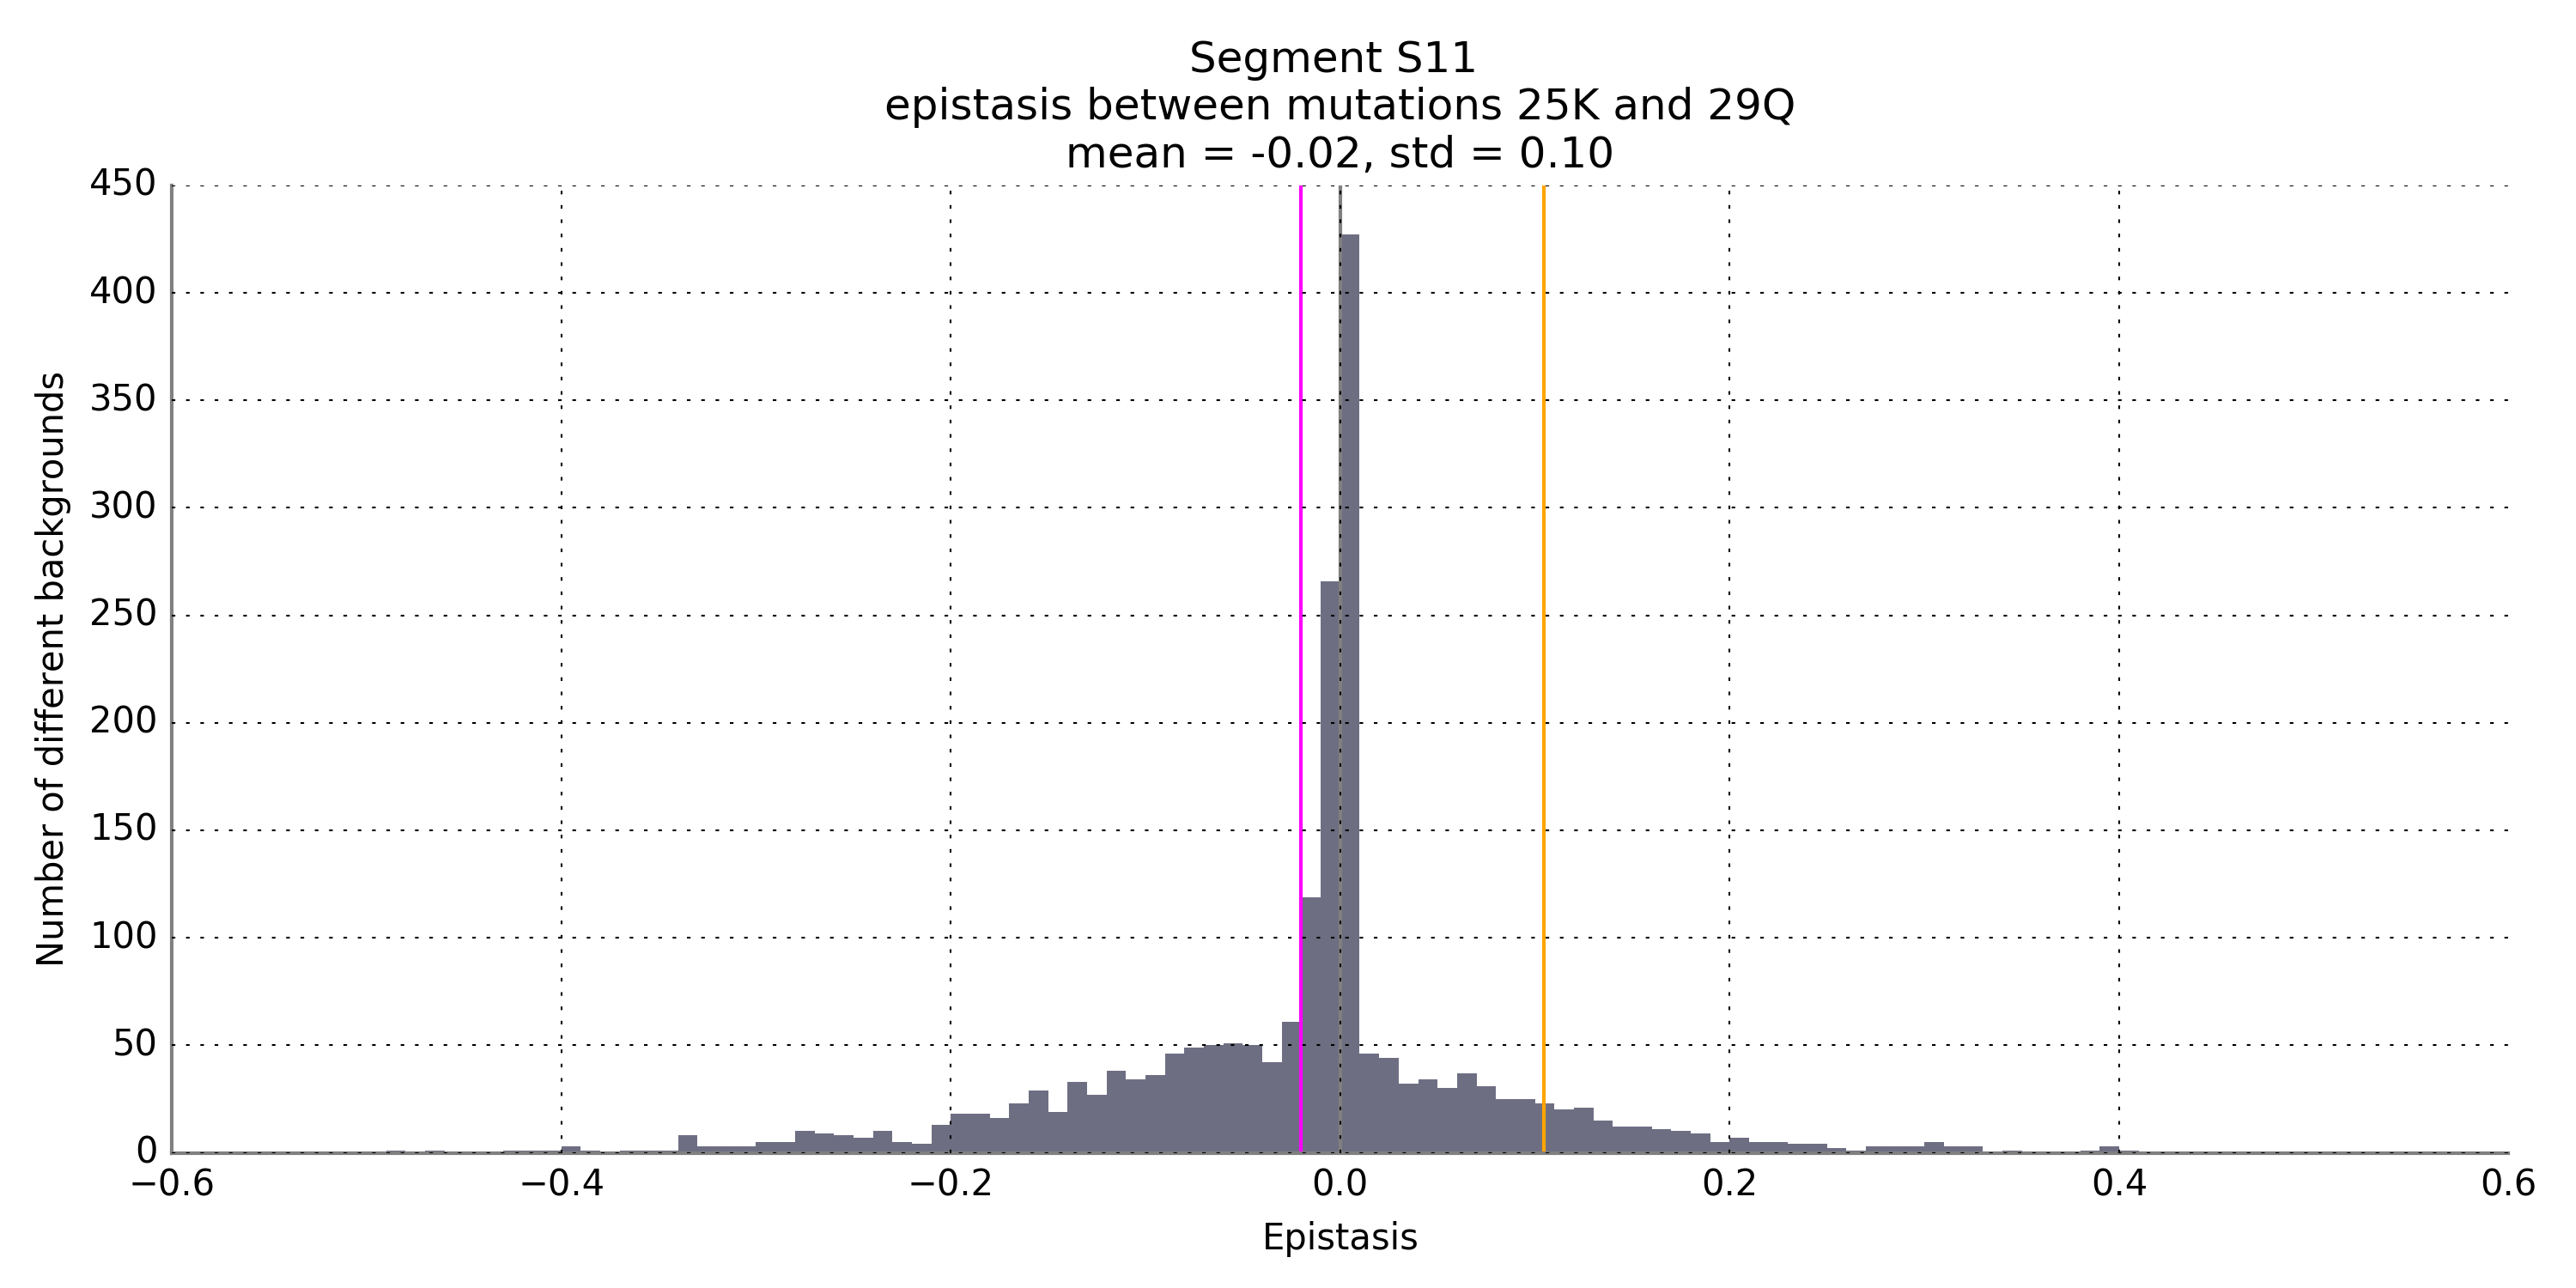 Segment S11
epistasis between mutations 25K and 29Q
mean = -0.02, std = 0.10
450
400
350
300
250
200
150
100
50
0
Number of different backgrounds
−0.6 −0.4 −0.2 0.0 0.2 0.4 0.6
Epistasis